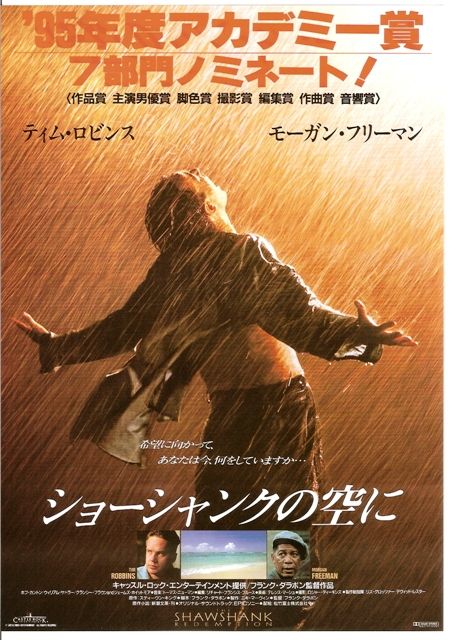 '95年度アカデミー賞
7部門ノミネート!
〈作品賞 主演男優賞 脚色賞 撮影賞 編集賞 作曲賞 音響賞〉
ティム・ロビンス モーガン・フリーマン
希望に向かって、
あなたは今、何をしていますか…
ショーシャンクの空に
TIM ROBBINS
MORGAN FREEMAN
キャッスル・ロック・エンターテインメント提供/フランク・ダラボン監督作品
CASTLE ROCK
SHAWSHANK
REDEMPTION